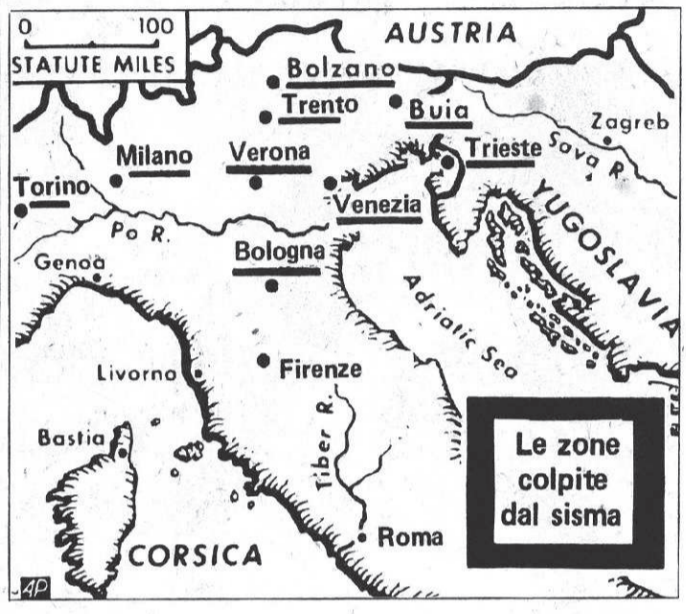 0 100
STATUTE MILES
AUSTRIA
Bolzano
Trento
Buia
Zagreb
Sava R.
Milano
Verona
Trieste
Torino
Venezia
YUGOSLAVIA
Po R.
Bologna
Genoa
Adriatic Sea
Livorno
Firenze
Tiber R.
Bastia
Le zone
colpite
dal sisma
Roma
CORSICA
AP